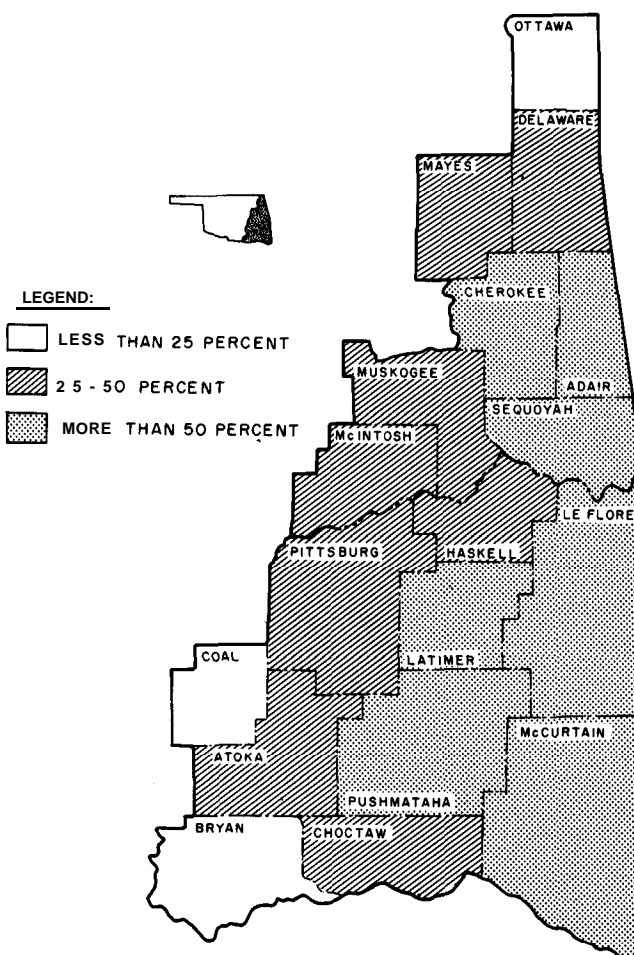 OTTAWA
DELAWARE
MAYES
CHEROKEE
ADAIR
LEGEND:
LESS THAN 25 PERCENT
25-50 PERCENT
MORE THAN 50 PERCENT
MUSKOGEE
SEQUOYAH
McINTOSH
LE FLORE
PITTSBURG
HASKELL
COAL
LATIMER
McCURTAIN
ATOKA
PUSHMATAHA
BRYAN
CHOCTAW